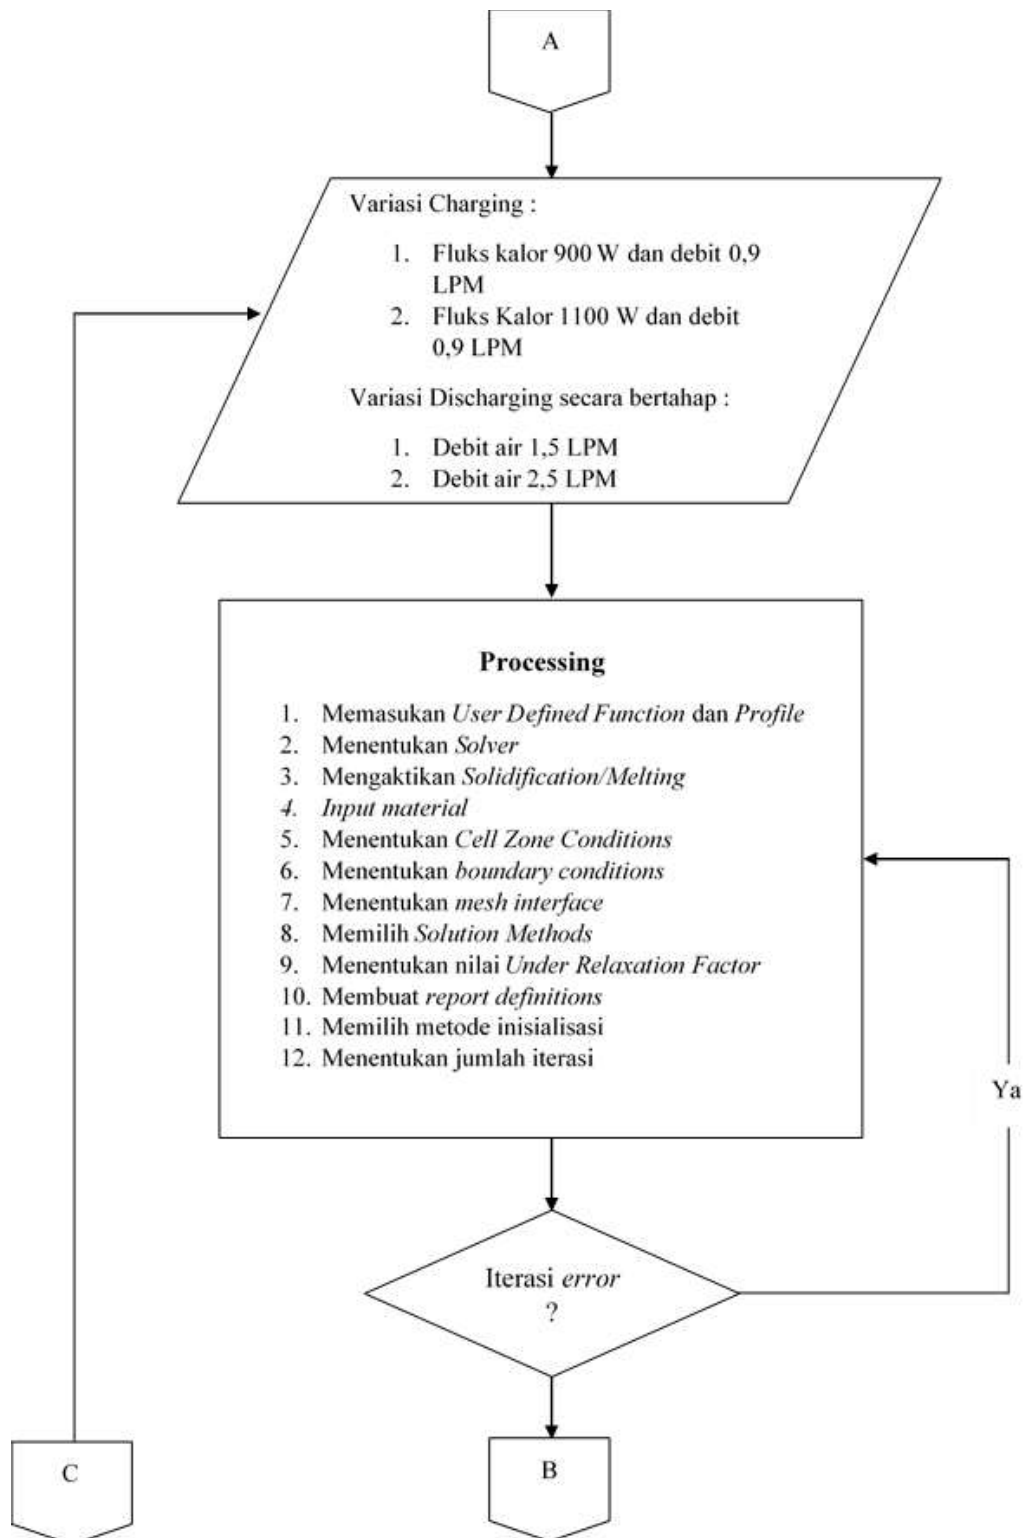 A
Variasi Charging :
1. Fluks kalor 900 W dan debit 0,9
LPM
2. Fluks Kalor 1100 W dan debit
0,9 LPM
Variasi Discharging secara bertahap :
1. Debit air 1,5 LPM
2. Debit air 2,5 LPM
Processing
1. Memasukan User Defined Function dan Profile
2. Menentukan Solver
3. Mengaktikan Solidification/Melting
4. Input material
5. Menentukan Cell Zone Conditions
6. Menentukan boundary conditions
7. Menentukan mesh interface
8. Memilih Solution Methods
9. Menentukan nilai Under Relaxation Factor
10. Membuat report definitions
11. Memilih metode inisialisasi
12. Menentukan jumlah iterasi
Ya
Iterasi error
?
C
B